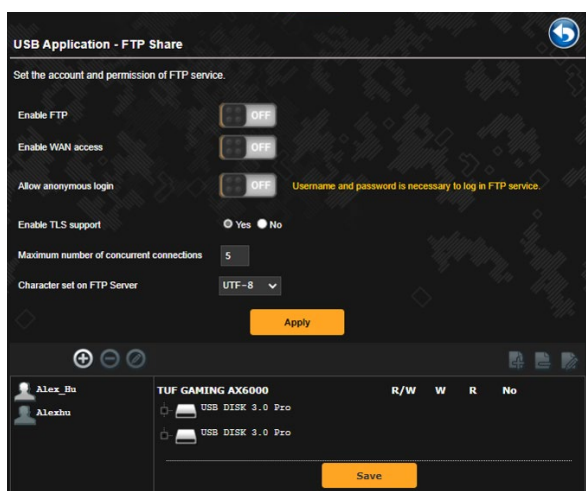 USB Application - FTP Share
Set the account and permission of FTP service.
Enable FTP OFF
Enable WAN access OFF
Allow anonymous login OFF Username and password is necessary to log in FTP service.
Enable TLS support Yes No
Maximum number of concurrent connections 5
Character set on FTP Server UTF-8
Apply
Alex_Hu TUF GAMING AX6000 R/W W R No
Alexhu USB DISK 3.0 Pro
USB DISK 3.0 Pro
Save